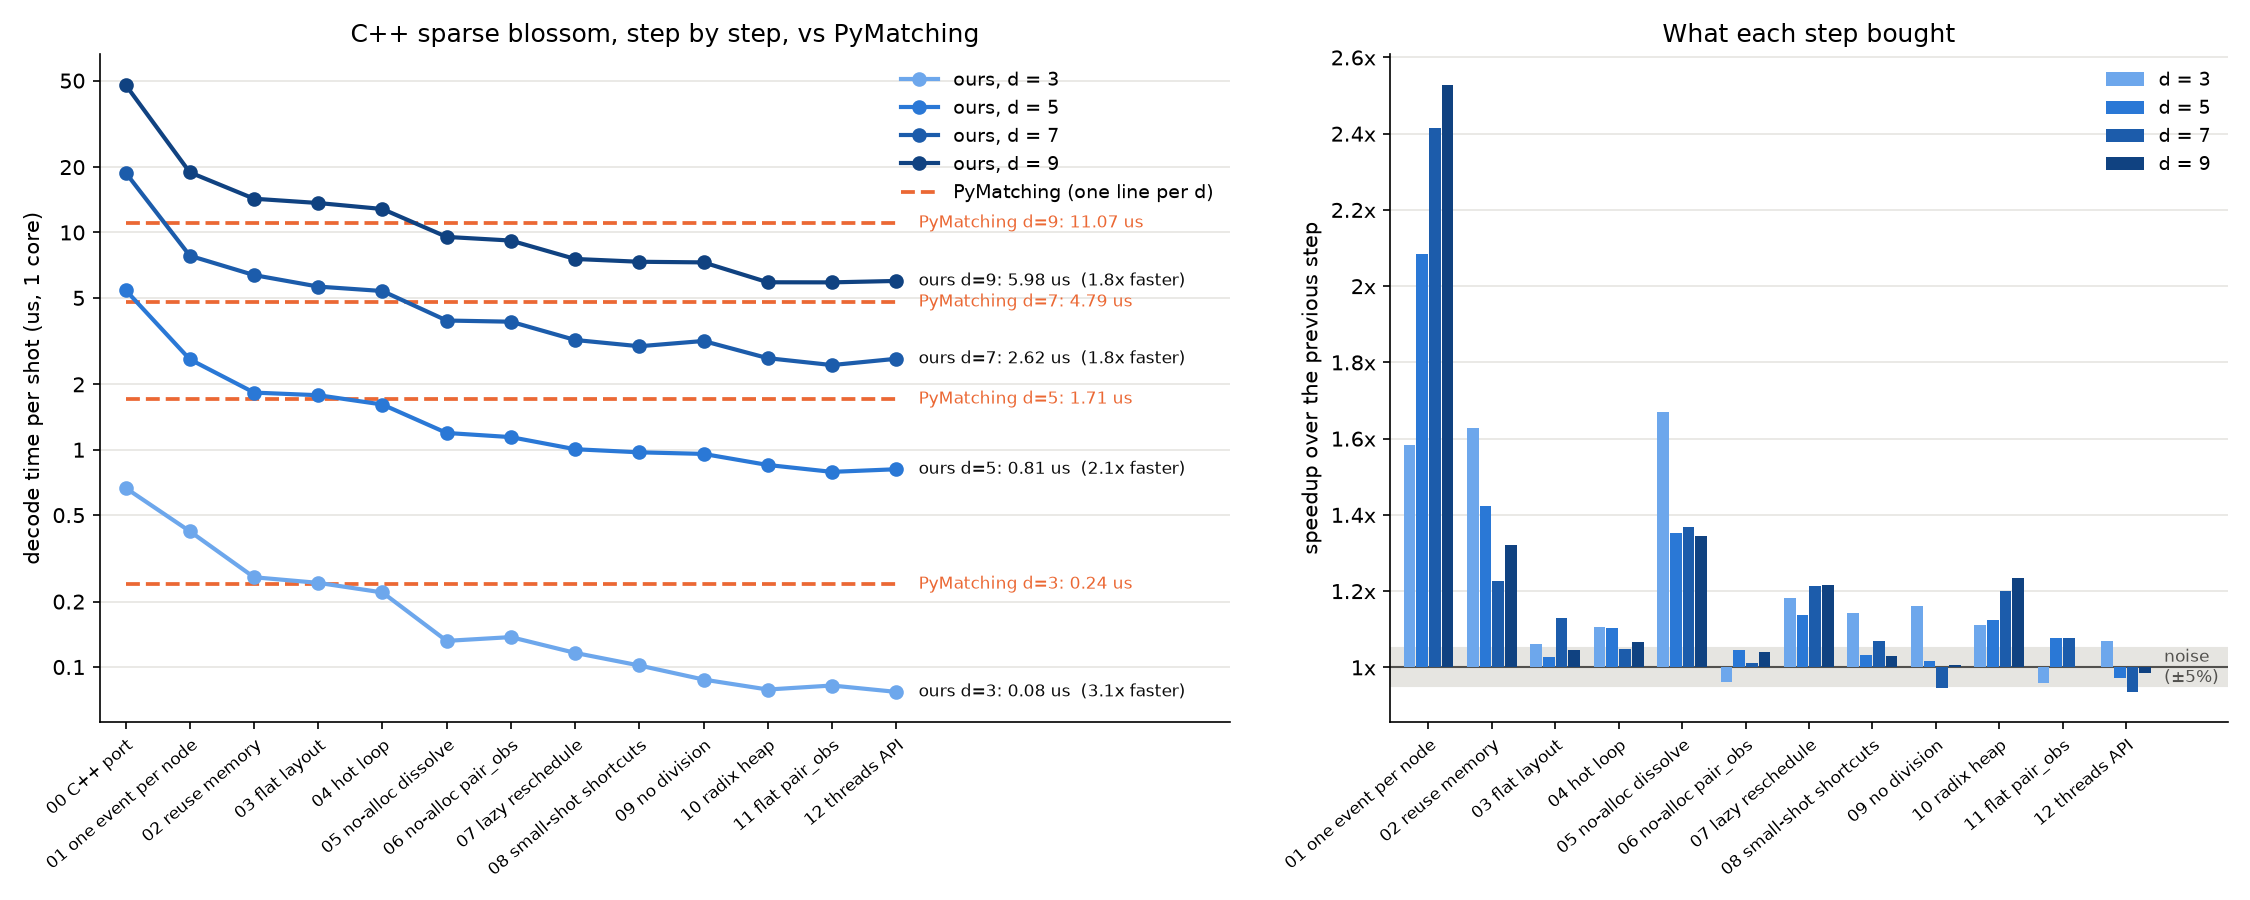 C++ sparse blossom, step by step, vs PyMatching
decode time per shot (us, 1 core)
50
20
10
5
2
1
0.5
0.2
0.1
ours, d = 3
ours, d = 5
ours, d = 7
ours, d = 9
PyMatching (one line per d)
PyMatching d=9: 11.07 us
ours d=9: 5.98 us (1.8x faster)
PyMatching d=7: 4.79 us
ours d=7: 2.62 us (1.8x faster)
PyMatching d=5: 1.71 us
ours d=5: 0.81 us (2.1x faster)
PyMatching d=3: 0.24 us
ours d=3: 0.08 us (3.1x faster)
00 C++ port
01 one event per node
02 reuse memory
03 flat layout
04 hot loop
05 no-alloc dissolve
06 no-alloc pair_obs
07 lazy reschedule
08 small-shot shortcuts
09 no division
10 radix heap
11 flat pair_obs
12 threads API
What each step bought
speedup over the previous step
2.6x
2.4x
2.2x
2x
1.8x
1.6x
1.4x
1.2x
1x
d = 3
d = 5
d = 7
d = 9
noise
(±5%)
01 one event per node
02 reuse memory
03 flat layout
04 hot loop
05 no-alloc dissolve
06 no-alloc pair_obs
07 lazy reschedule
08 small-shot shortcuts
09 no division
10 radix heap
11 flat pair_obs
12 threads API